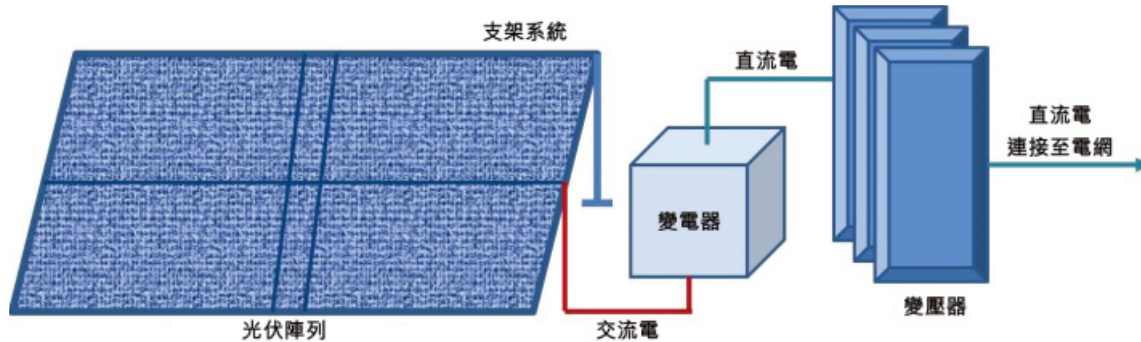 支架系統
直流電
直流電
連接至電網
變電器
變壓器
光伏陣列
交流電